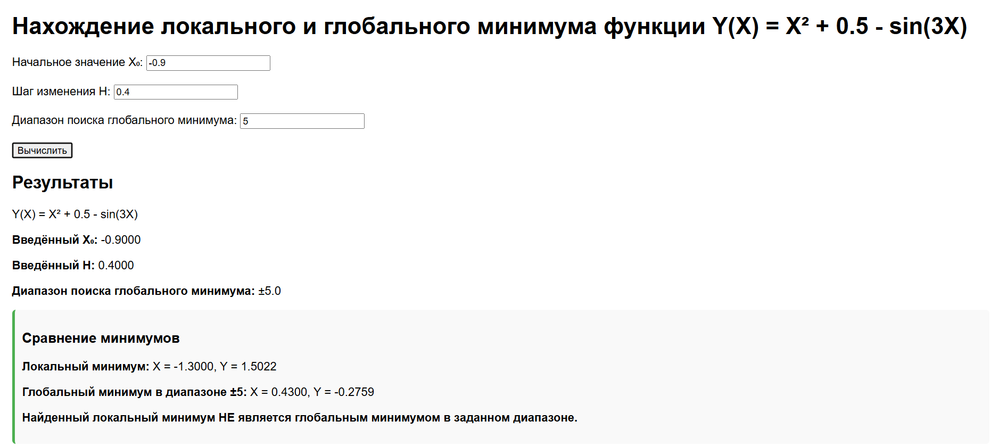 Нахождение локального и глобального минимума функции Y(X) = X² + 0.5 - sin(3X)
Начальное значение X₀: -0.9
Шаг изменения H: 0.4
Диапазон поиска глобального минимума: 5
Вычислить
Результаты
Y(X) = X² + 0.5 - sin(3X)
Введённый X₀: -0.9000
Введённый H: 0.4000
Диапазон поиска глобального минимума: ±5.0
Сравнение минимумов
Локальный минимум: X = -1.3000, Y = 1.5022
Глобальный минимум в диапазоне ±5: X = 0.4300, Y = -0.2759
Найденный локальный минимум НЕ является глобальным минимумом в заданном диапазоне.